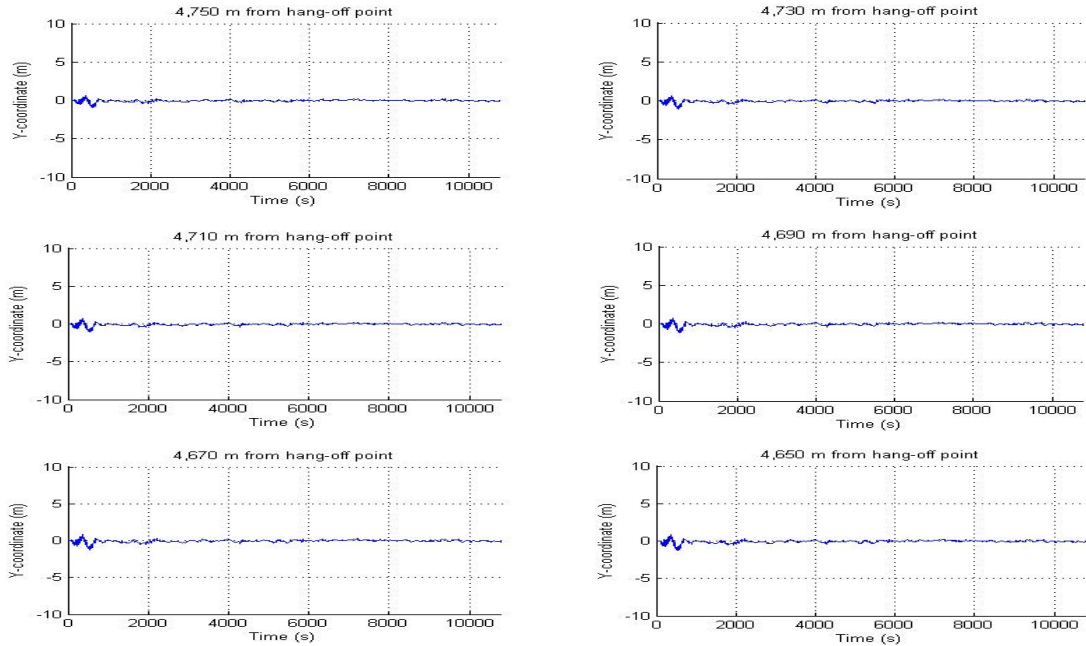 4,750 m from hang-off point
10
5
0
-5
-10
Y-coordinate (m)
0 2000 4000 6000 8000 10000
Time (s)
4,730 m from hang-off point
10
5
0
-5
-10
Y-coordinate (m)
0 2000 4000 6000 8000 10000
Time (s)
4,710 m from hang-off point
10
5
0
-5
-10
Y-coordinate (m)
0 2000 4000 6000 8000 10000
Time (s)
4,690 m from hang-off point
10
5
0
-5
-10
Y-coordinate (m)
0 2000 4000 6000 8000 10000
Time (s)
4,670 m from hang-off point
10
5
0
-5
-10
Y-coordinate (m)
0 2000 4000 6000 8000 10000
Time (s)
4,650 m from hang-off point
10
5
0
-5
-10
Y-coordinate (m)
0 2000 4000 6000 8000 10000
Time (s)